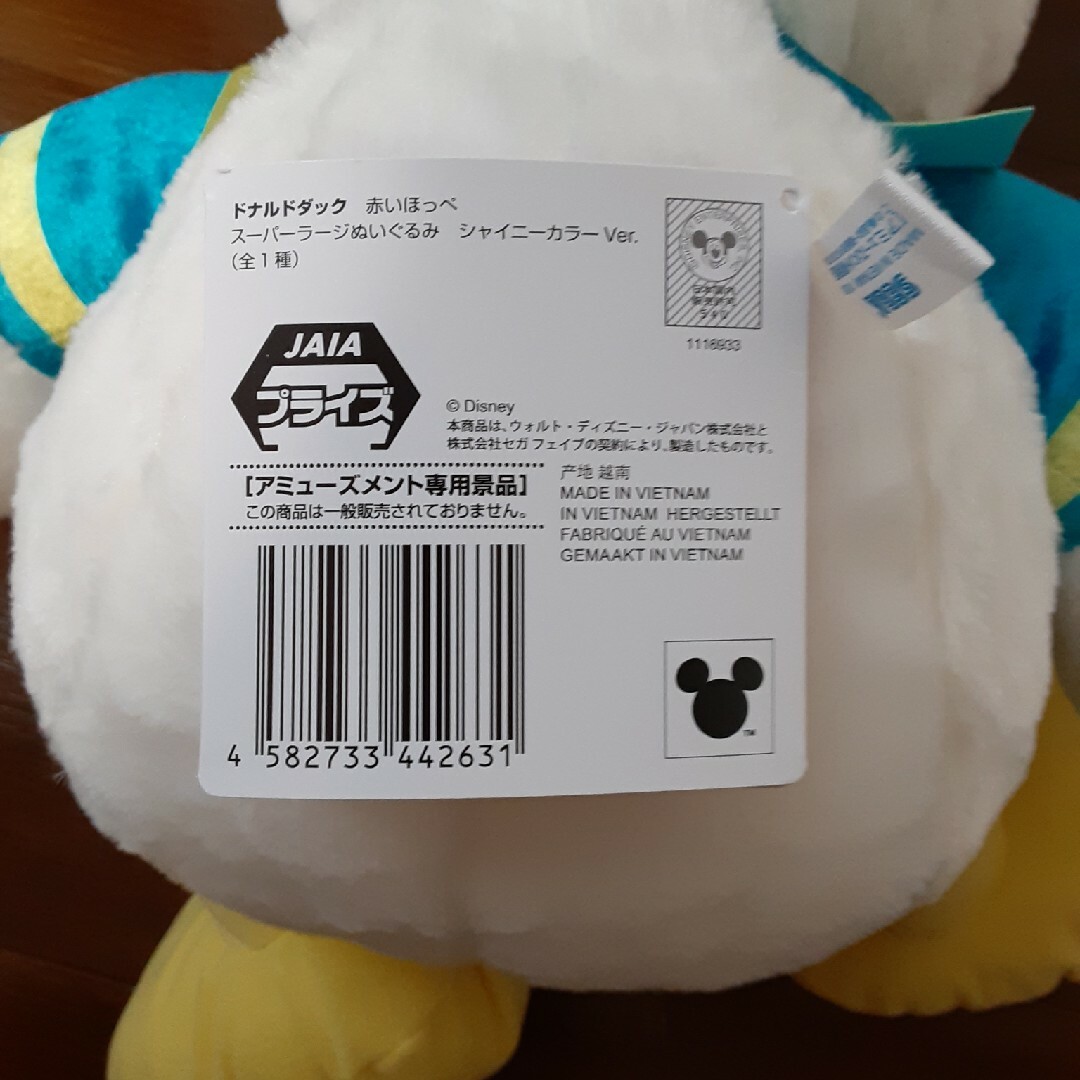 ドナルドダック 赤いほっぺ
スーパーラージぬいぐるみ シャイニーカラー Ver.
(全1種)
1116933
JAIA
プライズ
© Disney
本商品は、ウォルト・ディズニー・ジャパン株式会社と
株式会社セガ フェイブの契約により、製造したものです。
[アミューズメント専用景品]
この商品は一般販売されておりません。
产地 越南
MADE IN VIETNAM
IN VIETNAM HERGESTELLT
FABRIQUÉ AU VIETNAM
GEMAAKT IN VIETNAM
4 582733 442631
TM